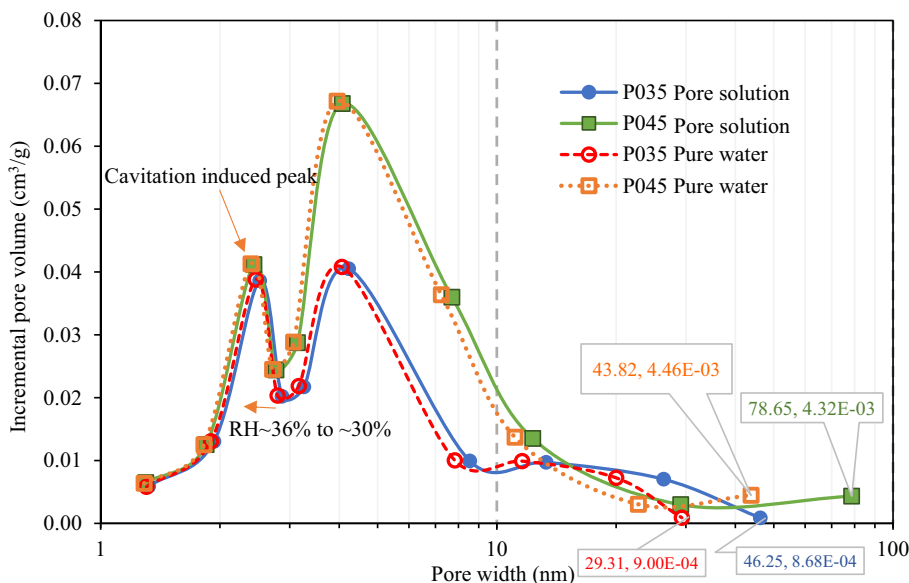 0.08
0.07
0.06
0.05
0.04
0.03
0.02
0.01
0.00
Incremental pore volume (cm³/g)
P035 Pore solution
P045 Pore solution
P035 Pure water
P045 Pure water
Cavitation induced peak
RH~36% to ~30%
43.82, 4.46E-03
78.65, 4.32E-03
29.31, 9.00E-04
46.25, 8.68E-04
1
10
100
Pore width (nm)